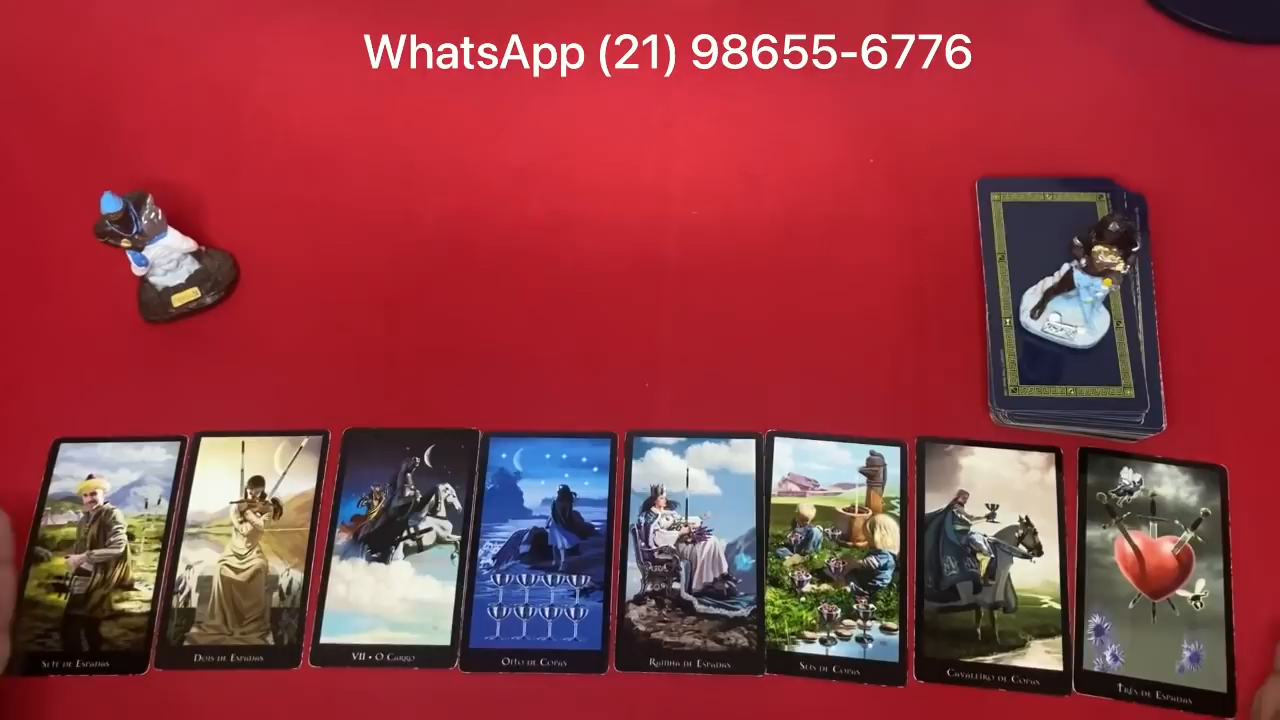 WhatsApp (21) 98655-6776
Sete de Espadas
Dois de Espadas
VII • O Carro
Oito de Copas
Rainha de Espadas
Seis de Copas
Cavaleiro de Copas
Três de Espadas